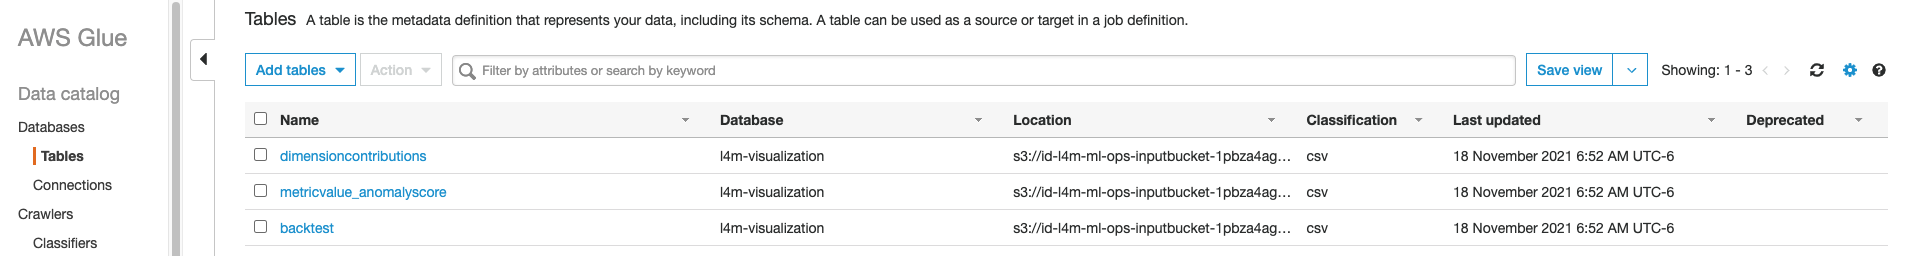 AWS Glue
Data catalog
Databases
Tables
Connections
Crawlers
Classifiers
Tables A table is the metadata definition that represents your data, including its schema. A table can be used as a source or target in a job definition.
Add tables Action Filter by attributes or search by keyword Save view Showing: 1 - 3
Name Database Location Classification Last updated Deprecated
dimensioncontributions l4m-visualization s3://id-l4m-ml-ops-inputbucket-1pbza4ag... csv 18 November 2021 6:52 AM UTC-6
metricvalue_anomalyscore l4m-visualization s3://id-l4m-ml-ops-inputbucket-1pbza4ag... csv 18 November 2021 6:52 AM UTC-6
backtest l4m-visualization s3://id-l4m-ml-ops-inputbucket-1pbza4ag... csv 18 November 2021 6:52 AM UTC-6